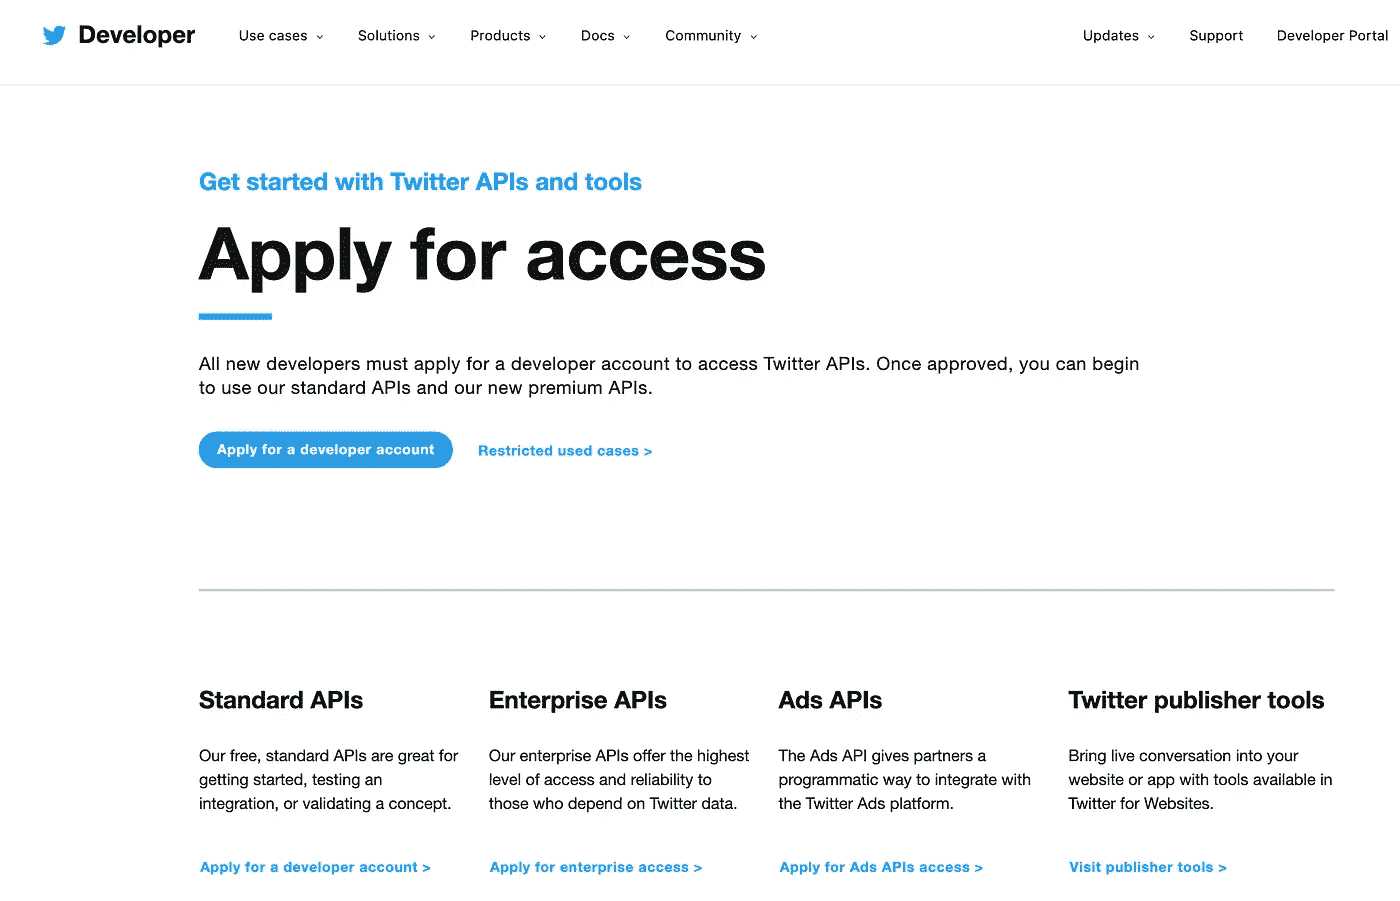 Developer Use cases Solutions Products Docs Community Updates Support Developer Portal
Get started with Twitter APIs and tools
Apply for access
All new developers must apply for a developer account to access Twitter APIs. Once approved, you can begin
to use our standard APIs and our new premium APIs.
Apply for a developer account Restricted used cases >
Standard APIs
Our free, standard APIs are great for
getting started, testing an
integration, or validating a concept.
Apply for a developer account >
Enterprise APIs
Our enterprise APIs offer the highest
level of access and reliability to
those who depend on Twitter data.
Apply for enterprise access >
Ads APIs
The Ads API gives partners a
programmatic way to integrate with
the Twitter Ads platform.
Apply for Ads APIs access >
Twitter publisher tools
Bring live conversation into your
website or app with tools available in
Twitter for Websites.
Visit publisher tools >